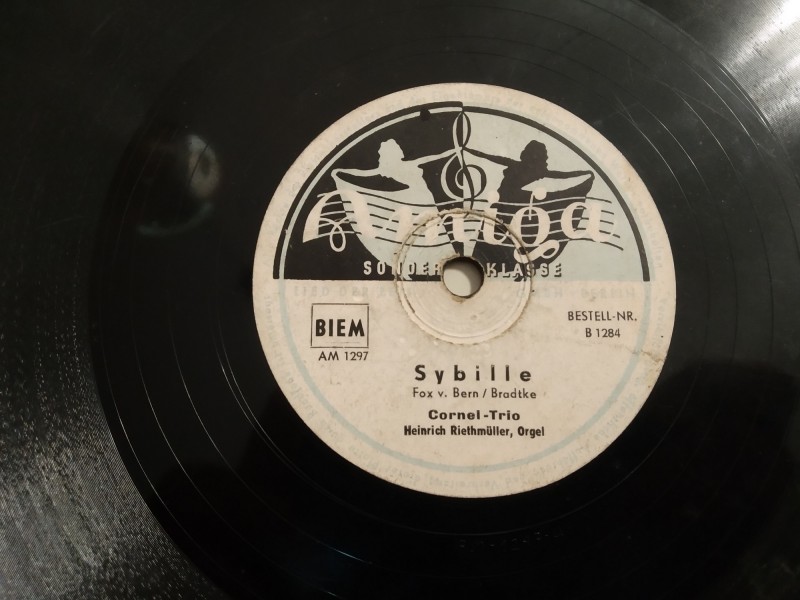 Amiga
SONDER KLASSE
BIEM
AM 1297
BESTELL-NR.
B 1284
Sybille
Fox v. Bern / Bradtke
Cornel-Trio
Heinrich Riethmüller, Orgel